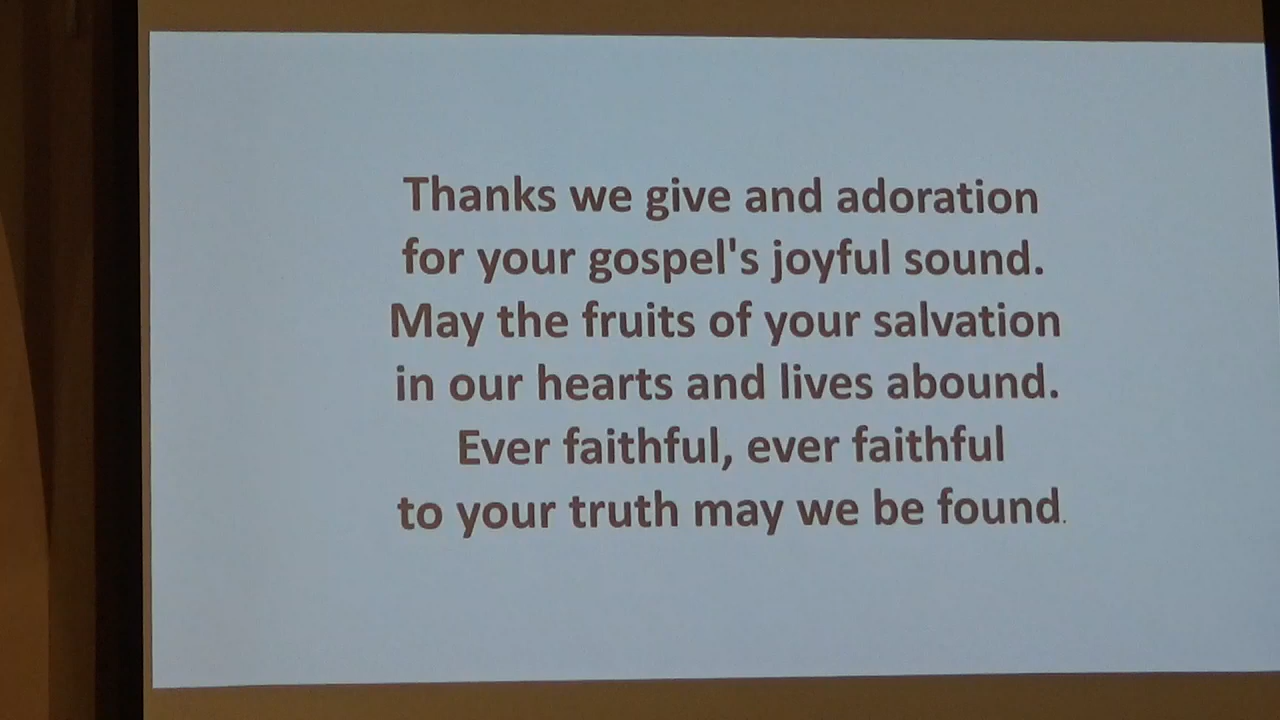 Thanks we give and adoration
for your gospel's joyful sound.
May the fruits of your salvation
in our hearts and lives abound.
Ever faithful, ever faithful
to your truth may we be found.